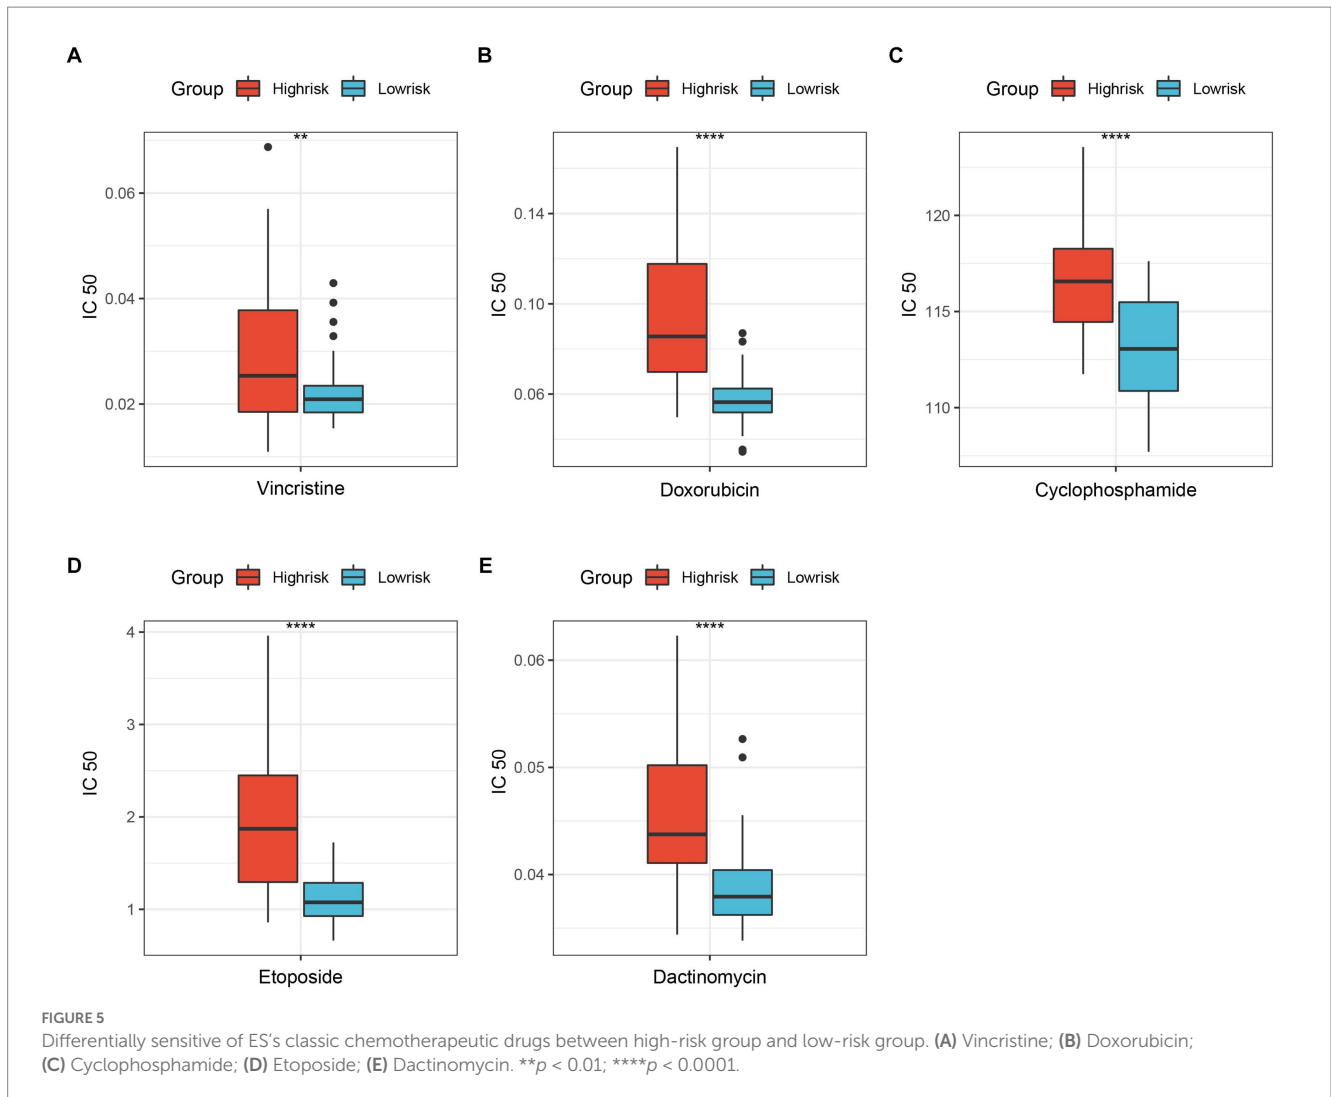 A
Group Highrisk Lowrisk
**
0.06
0.04
0.02
IC 50
Vincristine
B
Group Highrisk Lowrisk
****
0.14
0.10
0.06
IC 50
Doxorubicin
C
Group Highrisk Lowrisk
****
120
115
110
IC 50
Cyclophosphamide
D
Group Highrisk Lowrisk
****
4
3
2
1
IC 50
Etoposide
E
Group Highrisk Lowrisk
****
0.06
0.05
0.04
IC 50
Dactinomycin
FIGURE 5
Differentially sensitive of ES's classic chemotherapeutic drugs between high-risk group and low-risk group. (A) Vincristine; (B) Doxorubicin;
(C) Cyclophosphamide; (D) Etoposide; (E) Dactinomycin. **p < 0.01; ****p < 0.0001.